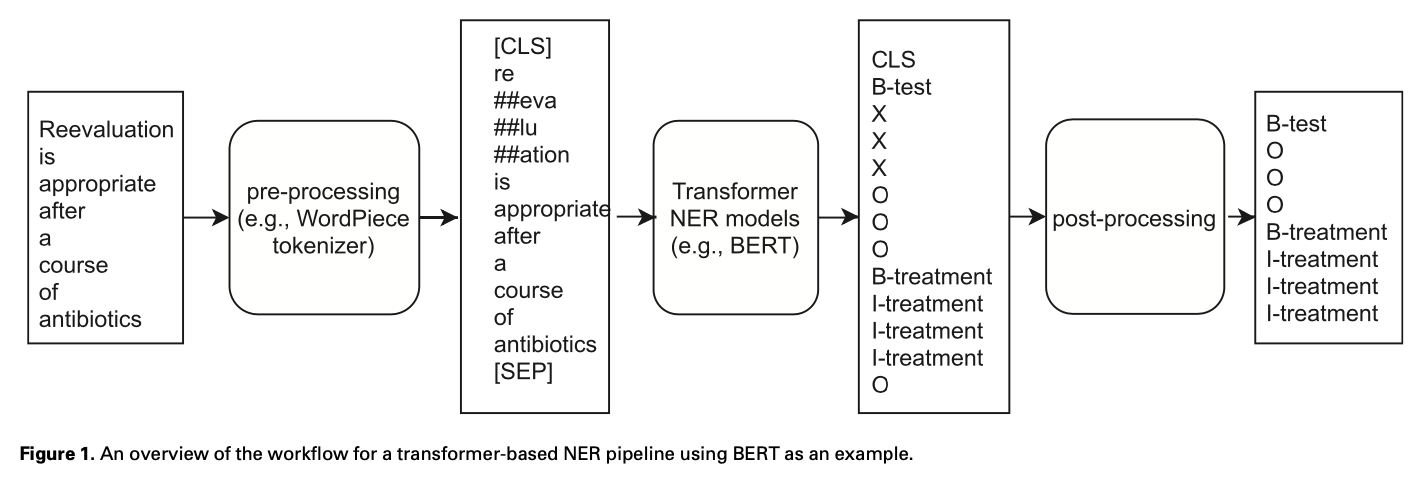 Reevaluation
is
appropriate
after
a
course
of
antibiotics
pre-processing
(e.g., WordPiece
tokenizer)
[CLS]
re
##eva
##lu
##ation
is
appropriate
after
a
course
of
antibiotics
[SEP]
Transformer
NER models
(e.g., BERT)
CLS
B-test
X
X
X
O
O
O
B-treatment
I-treatment
I-treatment
I-treatment
O
post-processing
B-test
O
O
O
B-treatment
I-treatment
I-treatment
I-treatment
Figure 1. An overview of the workflow for a transformer-based NER pipeline using BERT as an example.